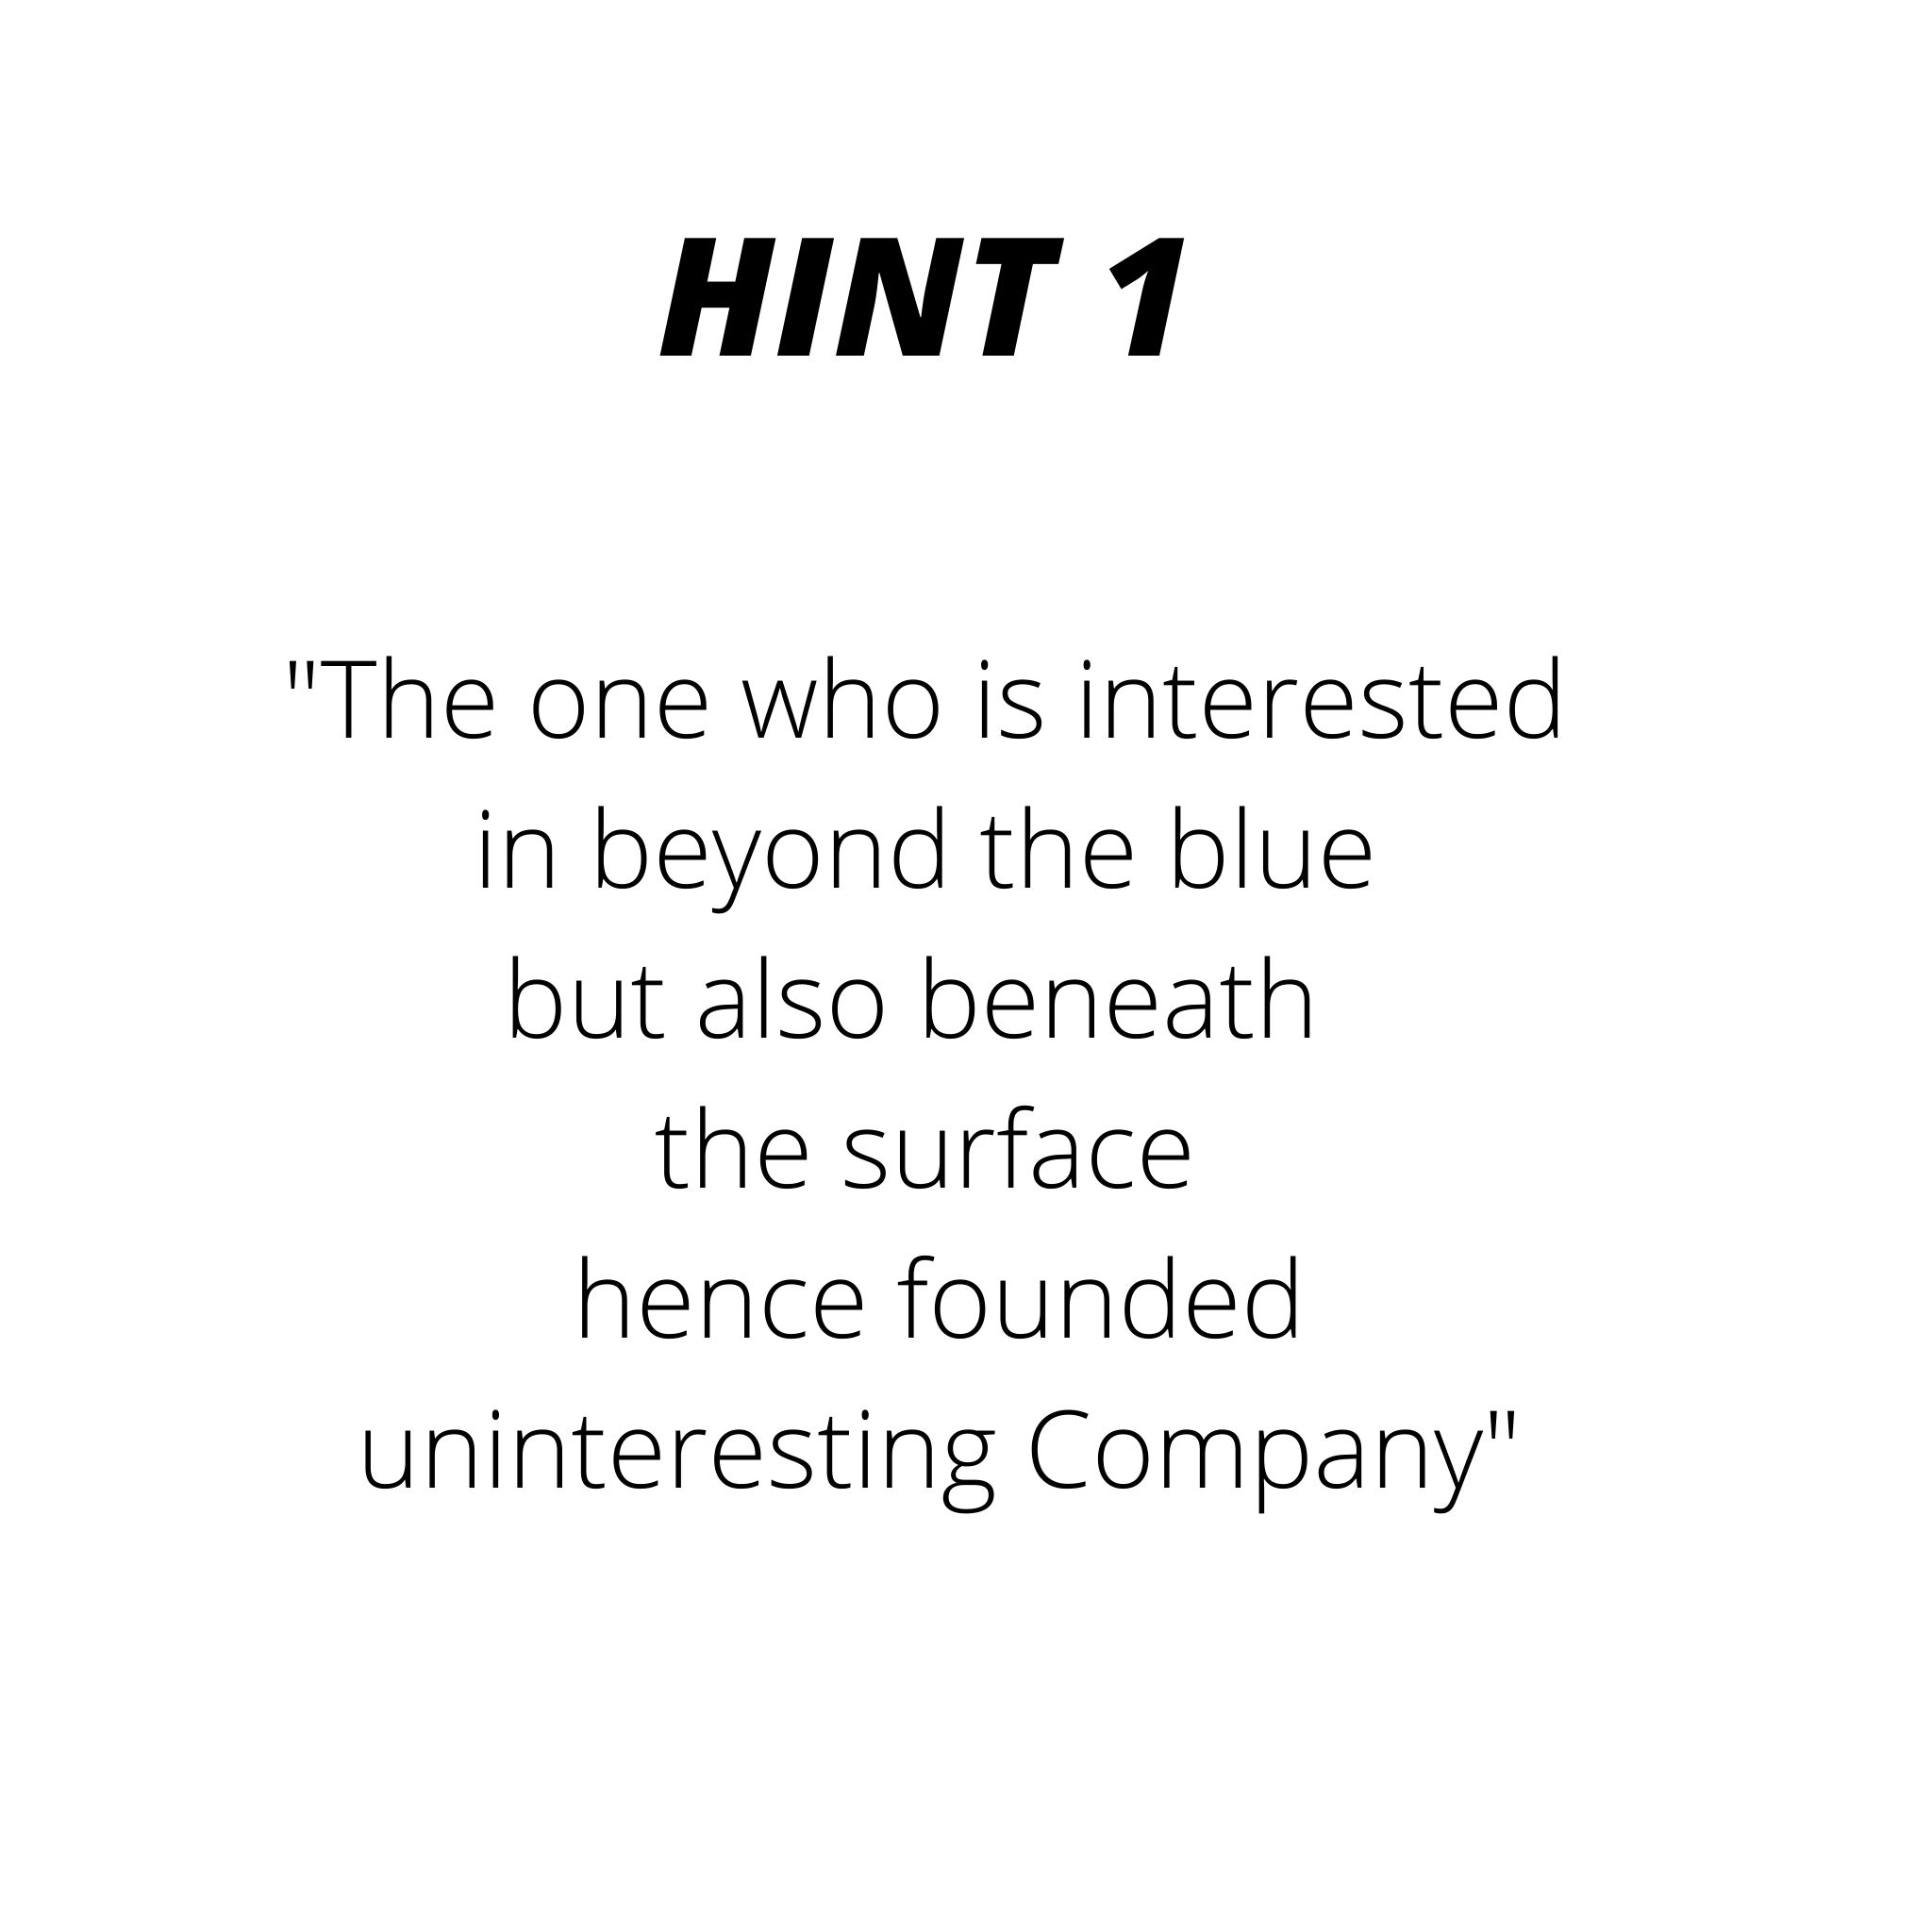 HINT 1
"The one who is interested
in beyond the blue
but also beneath
the surface
hence founded
uninteresting Company"